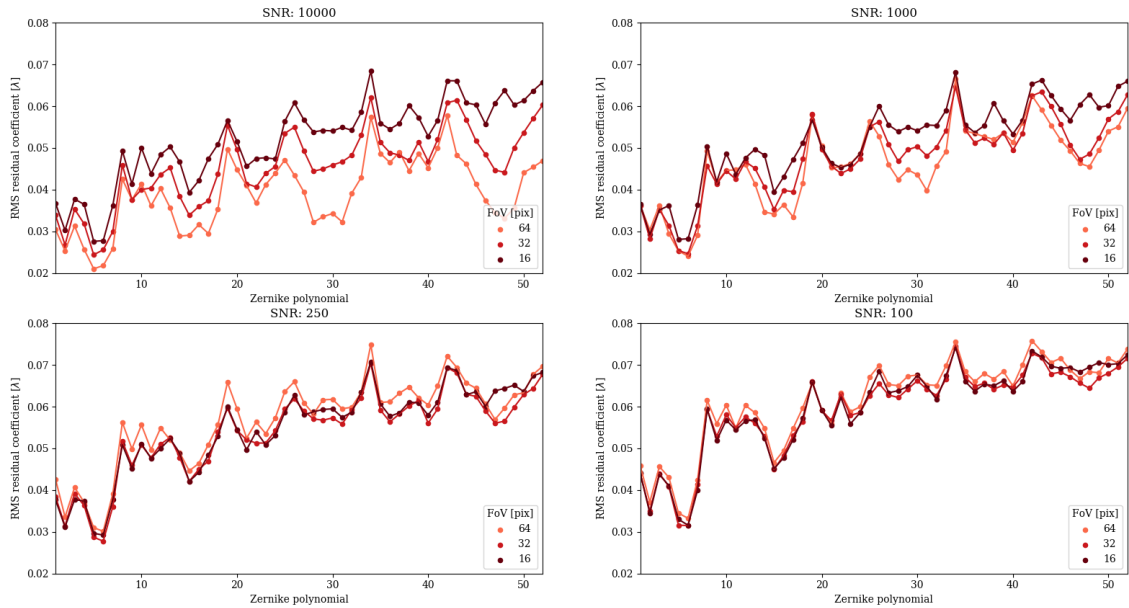 SNR: 10000
0.08
0.07
0.06
0.05
0.04
0.03
0.02
RMS residual coefficient [λ]
FoV [pix]
64
32
16
10 20 30 40 50
Zernike polynomial
SNR: 1000
0.08
0.07
0.06
0.05
0.04
0.03
0.02
RMS residual coefficient [λ]
FoV [pix]
64
32
16
10 20 30 40 50
Zernike polynomial
SNR: 250
0.08
0.07
0.06
0.05
0.04
0.03
0.02
RMS residual coefficient [λ]
FoV [pix]
64
32
16
10 20 30 40 50
Zernike polynomial
SNR: 100
0.08
0.07
0.06
0.05
0.04
0.03
0.02
RMS residual coefficient [λ]
FoV [pix]
64
32
16
10 20 30 40 50
Zernike polynomial